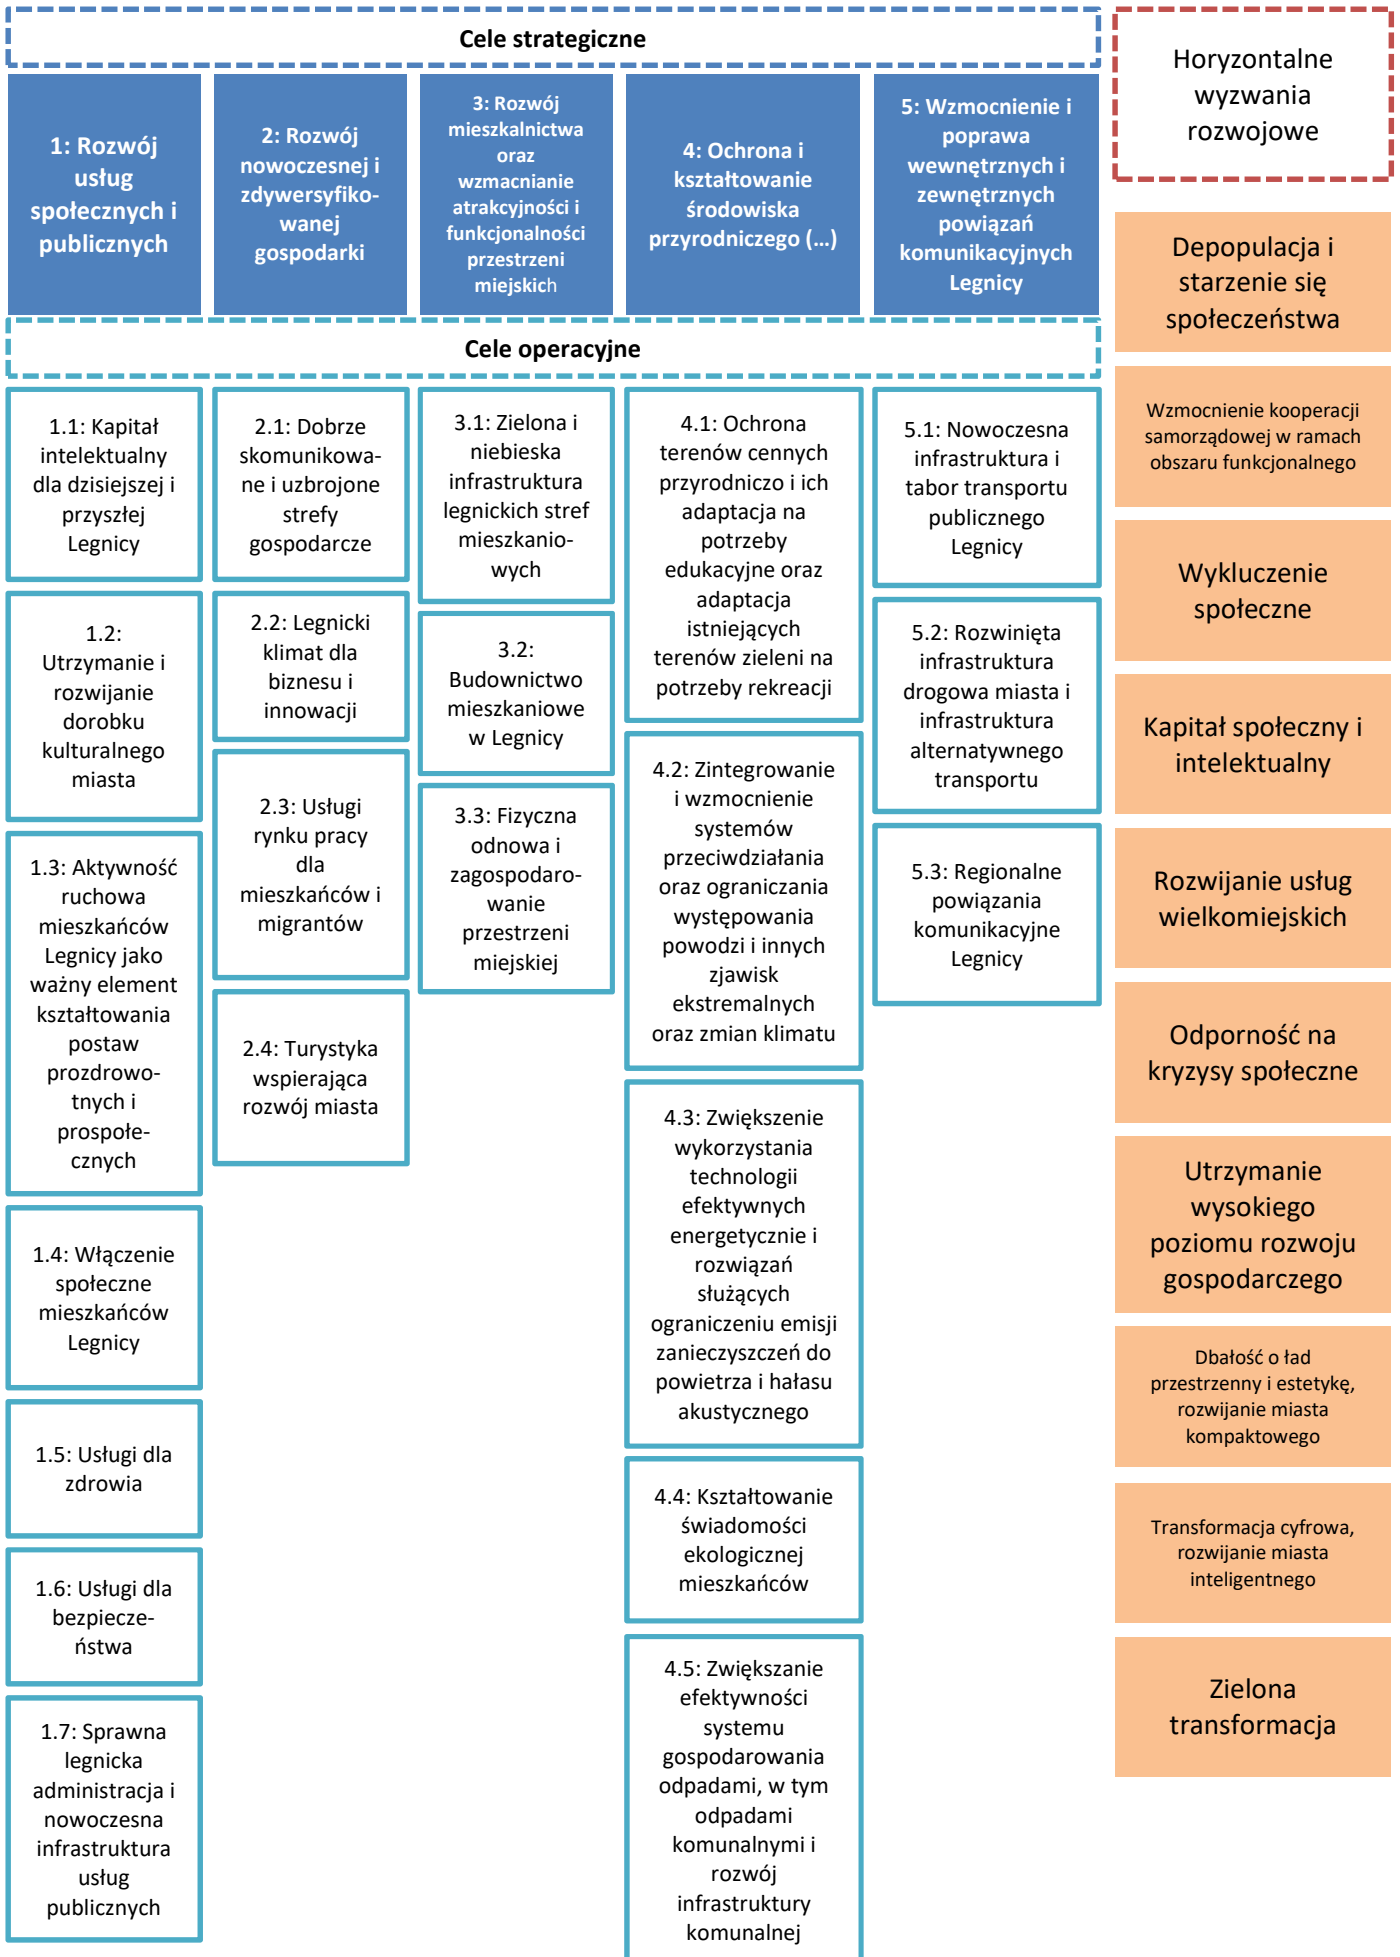 Cele strategiczne
1: Rozwój
usług
społecznych i
publicznych
2: Rozwój
nowoczesnej i
zdywersyfiko-
wanej
gospodarki
3: Rozwój
mieszkalnictwa
oraz
wzmacnianie
atrakcyjności i
funkcjonalności
przestrzeni
miejskich
4: Ochrona i
kształtowanie
środowiska
przyrodniczego (…)
5: Wzmocnienie i
poprawa
wewnętrznych i
zewnętrznych
powiązań
komunikacyjnych
Legnicy
Cele operacyjne
1.1: Kapitał
intelektualny
dla dzisiejszej i
przyszłej
Legnicy
1.2:
Utrzymanie i
rozwijanie
dorobku
kulturalnego
miasta
1.3: Aktywność
ruchowa
mieszkańców
Legnicy jako
ważny element
kształtowania
postaw
prozdrowo-
tnych i
prospołe-
cznych
1.4: Włączenie
społeczne
mieszkańców
Legnicy
1.5: Usługi dla
zdrowia
1.6: Usługi dla
bezpiecze-
ństwa
1.7: Sprawna
legnicka
administracja i
nowoczesna
infrastruktura
usług
publicznych
2.1: Dobrze
skomunikowa-
ne i uzbrojone
strefy
gospodarcze
2.2: Legnicki
klimat dla
biznesu i
innowacji
2.3: Usługi
rynku pracy
dla
mieszkańców i
migrantów
2.4: Turystyka
wspierająca
rozwój miasta
3.1: Zielona i
niebieska
infrastruktura
legnickich stref
mieszkanio-
wych
3.2:
Budownictwo
mieszkaniowe
w Legnicy
3.3: Fizyczna
odnowa i
zagospodaro-
wanie
przestrzeni
miejskiej
4.1: Ochrona
terenów cennych
przyrodniczo i ich
adaptacja na
potrzeby
edukacyjne oraz
adaptacja
istniejących
terenów zieleni na
potrzeby rekreacji
4.2: Zintegrowanie
i wzmocnienie
systemów
przeciwdziałania
oraz ograniczania
występowania
powodzi i innych
zjawisk
ekstremalnych
oraz zmian klimatu
4.3: Zwiększenie
wykorzystania
technologii
efektywnych
energetycznie i
rozwiązań
służących
ograniczeniu emisji
zanieczyszczeń do
powietrza i hałasu
akustycznego
4.4: Kształtowanie
świadomości
ekologicznej
mieszkańców
4.5: Zwiększanie
efektywności
systemu
gospodarowania
odpadami, w tym
odpadami
komunalnymi i
rozwój
infrastruktury
komunalnej
5.1: Nowoczesna
infrastruktura i
tabor transportu
publicznego
Legnicy
5.2: Rozwinięta
infrastruktura
drogowa miasta i
infrastruktura
alternatywnego
transportu
5.3: Regionalne
powiązania
komunikacyjne
Legnicy
Horyzontalne
wyzwania
rozwojowe
Depopulacja i
starzenie się
społeczeństwa
Wzmocnienie kooperacji
samorządowej w ramach
obszaru funkcjonalnego
Wykluczenie
społeczne
Kapitał społeczny i
intelektualny
Rozwijanie usług
wielkomiejskich
Odporność na
kryzysy społeczne
Utrzymanie
wysokiego
poziomu rozwoju
gospodarczego
Dbałość o ład
przestrzenny i estetykę,
rozwijanie miasta
kompaktowego
Transformacja cyfrowa,
rozwijanie miasta
inteligentnego
Zielona
transformacja